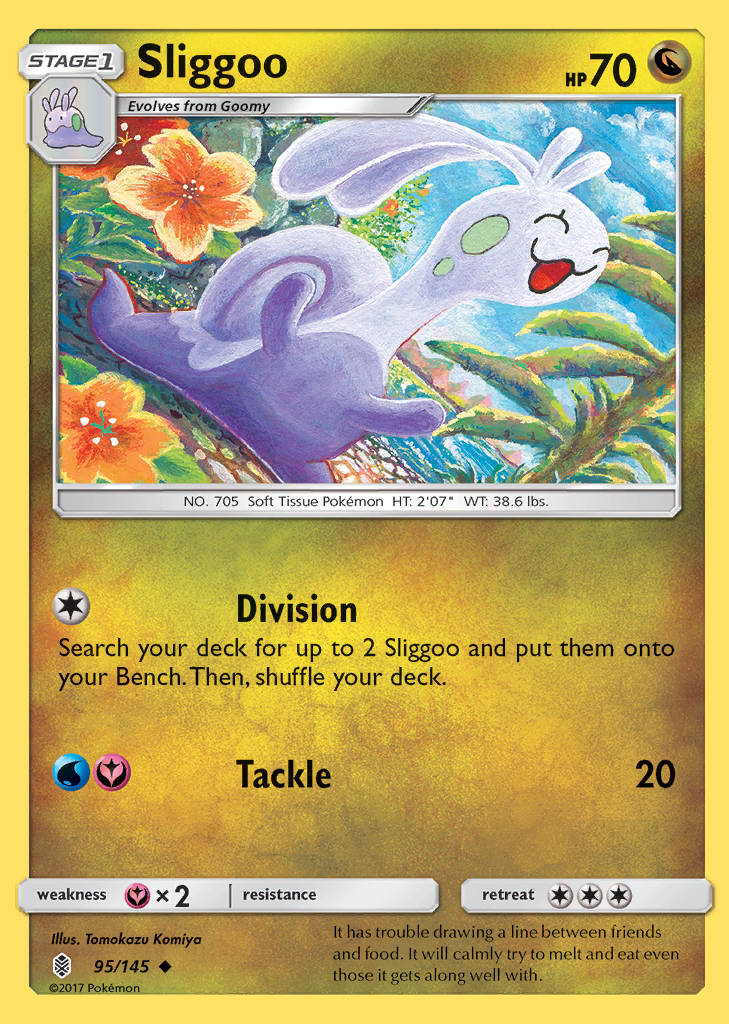 STAGE1 Sliggoo HP70
Evolves from Goomy
NO. 705 Soft Tissue Pokémon HT: 2'07" WT: 38.6 lbs.
Division
Search your deck for up to 2 Sliggoo and put them onto
your Bench. Then, shuffle your deck.
Tackle 20
weakness ×2 resistance retreat
Illus. Tomokazu Komiya
95/145
©2017 Pokémon
It has trouble drawing a line between friends
and food. It will calmly try to melt and eat even
those it gets along well with.